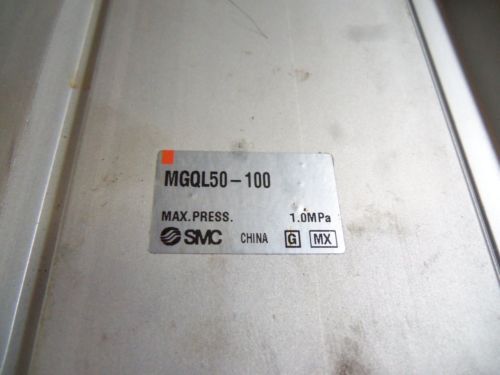 MGQL50-100
MAX.PRESS. 1.0MPa
SMC CHINA G MX